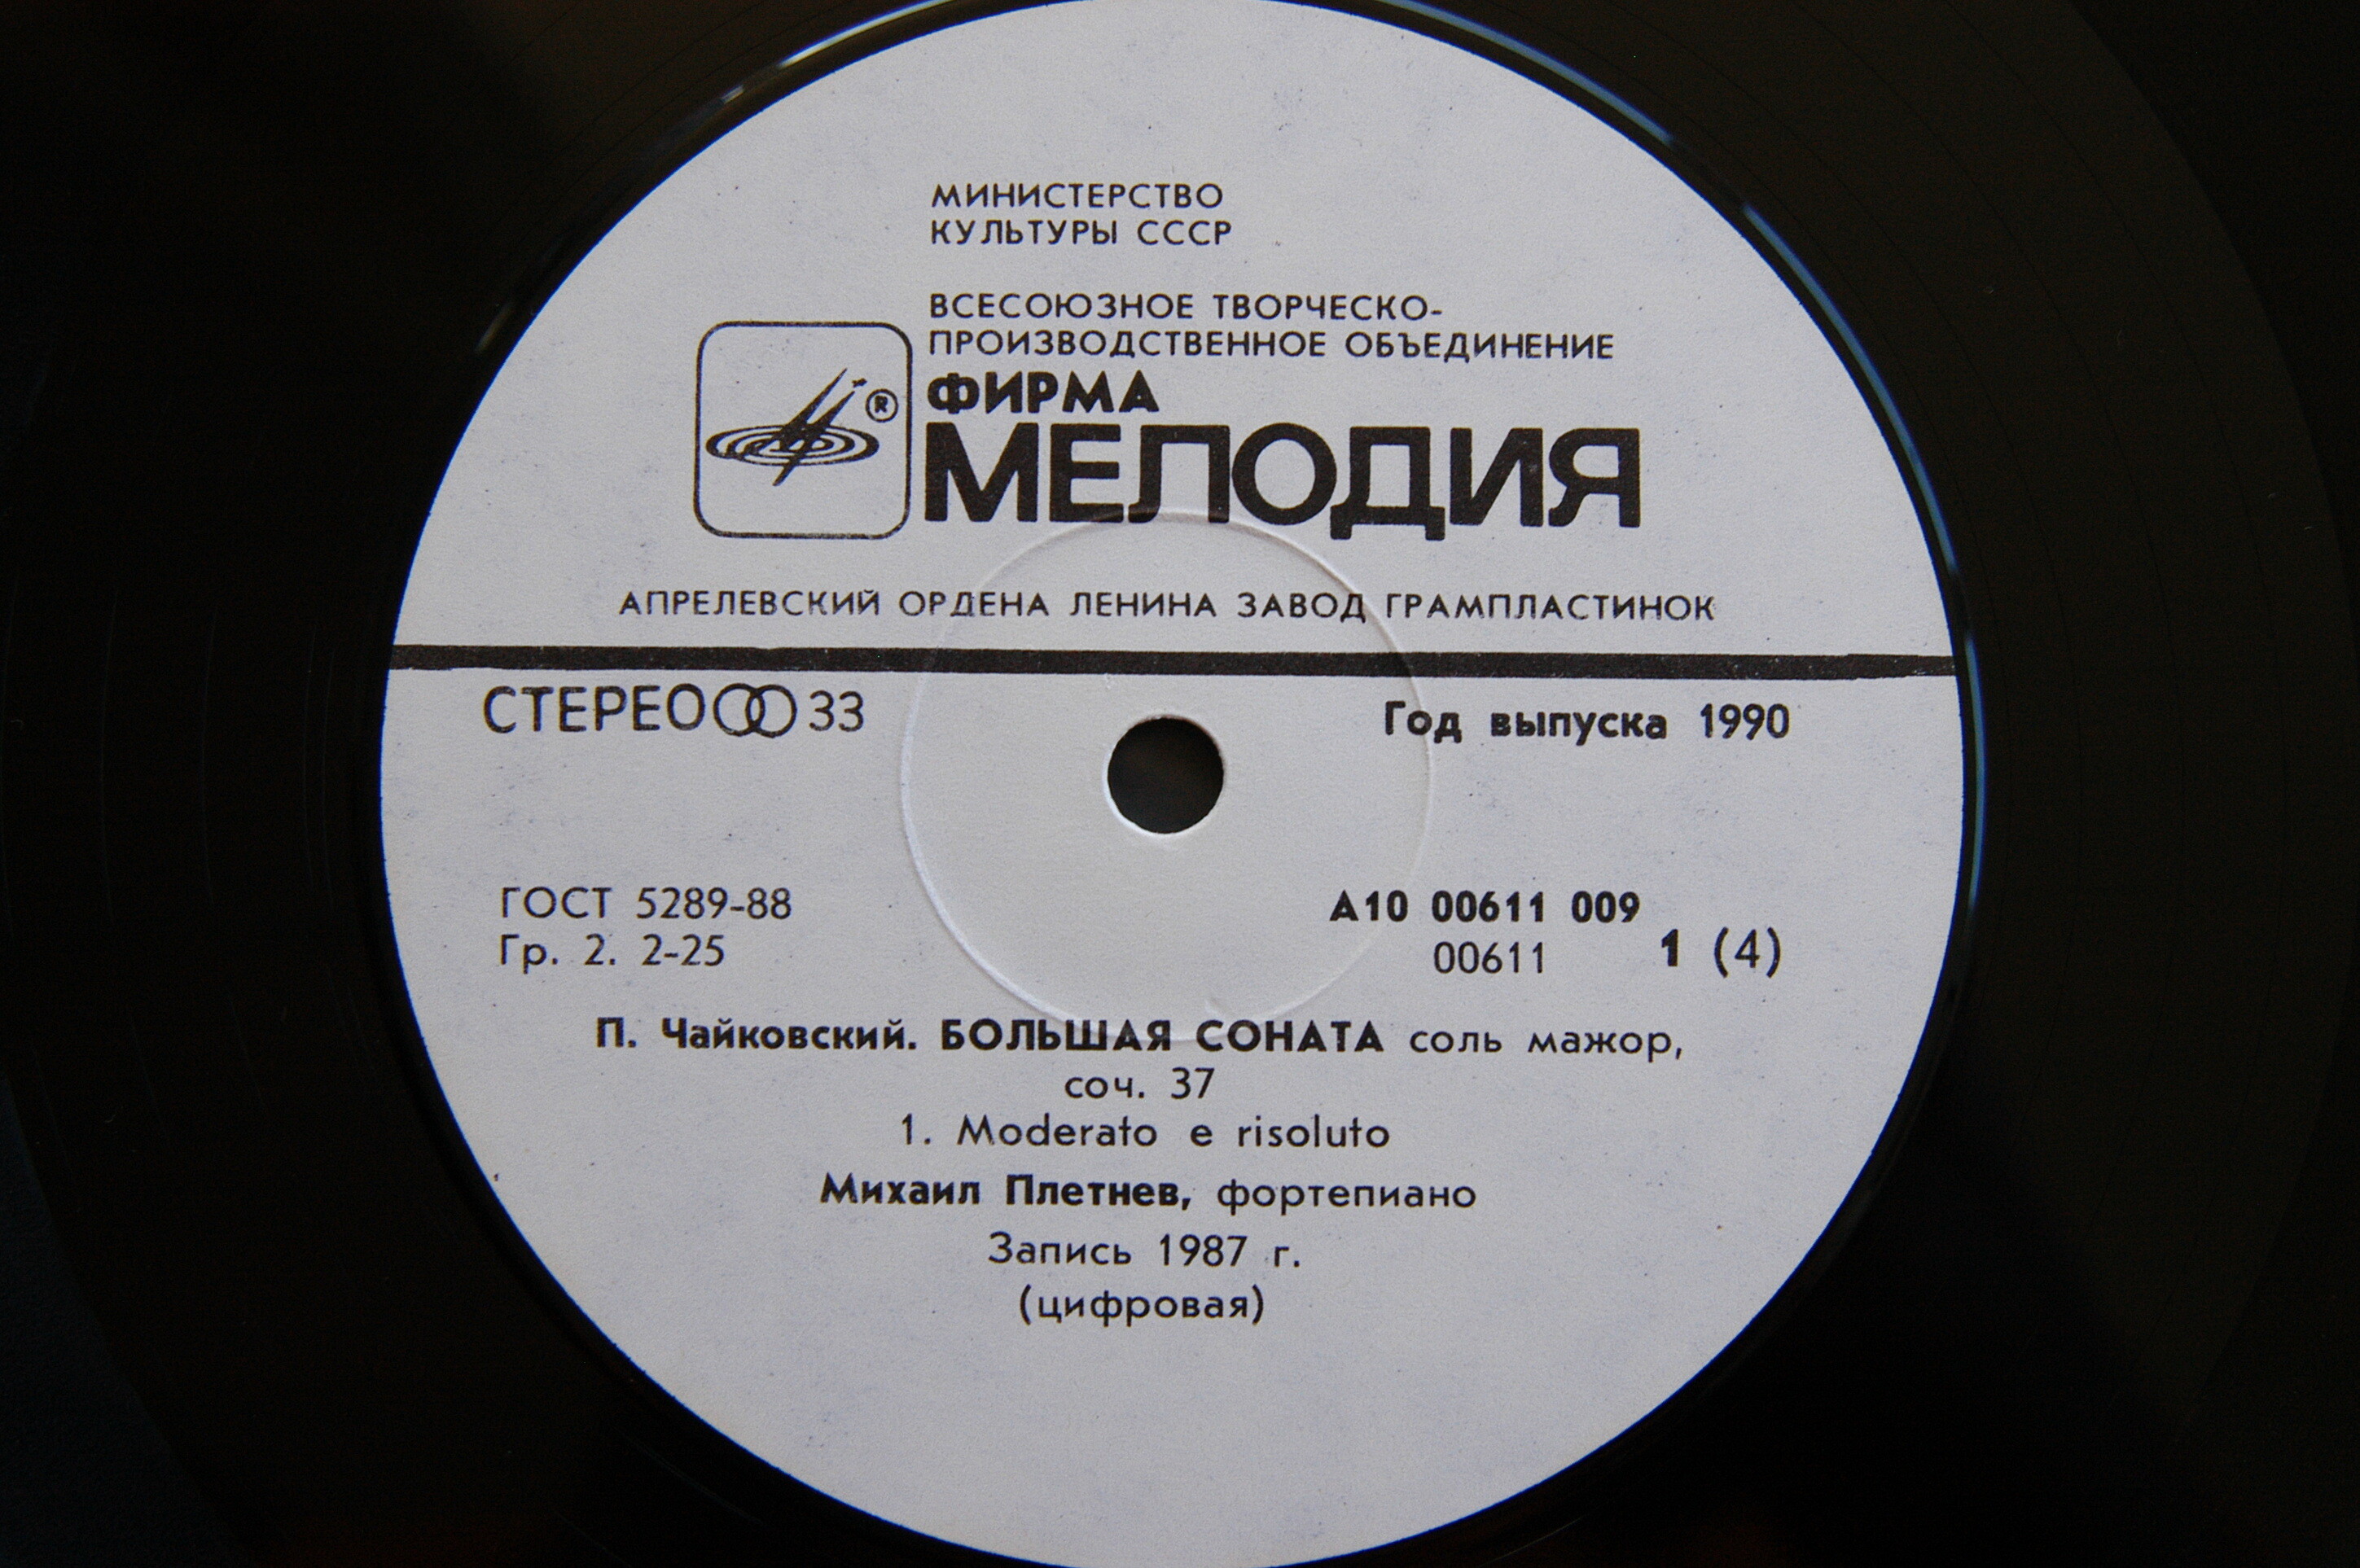 МИНИСТЕРСТВО
КУЛЬТУРЫ СССР
ВСЕСОЮЗНОЕ ТВОРЧЕСКО-
ПРОИЗВОДСТВЕННОЕ ОБЪЕДИНЕНИЕ
ФИРМА
®
МЕЛОДИЯ
АПРЕЛЕВСКИЙ ОРДЕНА ЛЕНИНА ЗАВОД ГРАМПЛАСТИНОК
СТЕРЕО 33
Год выпуска 1990
ГОСТ 5289-88
Гр. 2. 2-25
А10 00611 009
00611 1 (4)
П. Чайковский. БОЛЬШАЯ СОНАТА соль мажор,
соч. 37
1. Moderato e risoluto
Михаил Плетнев, фортепиано
Запись 1987 г.
(цифровая)